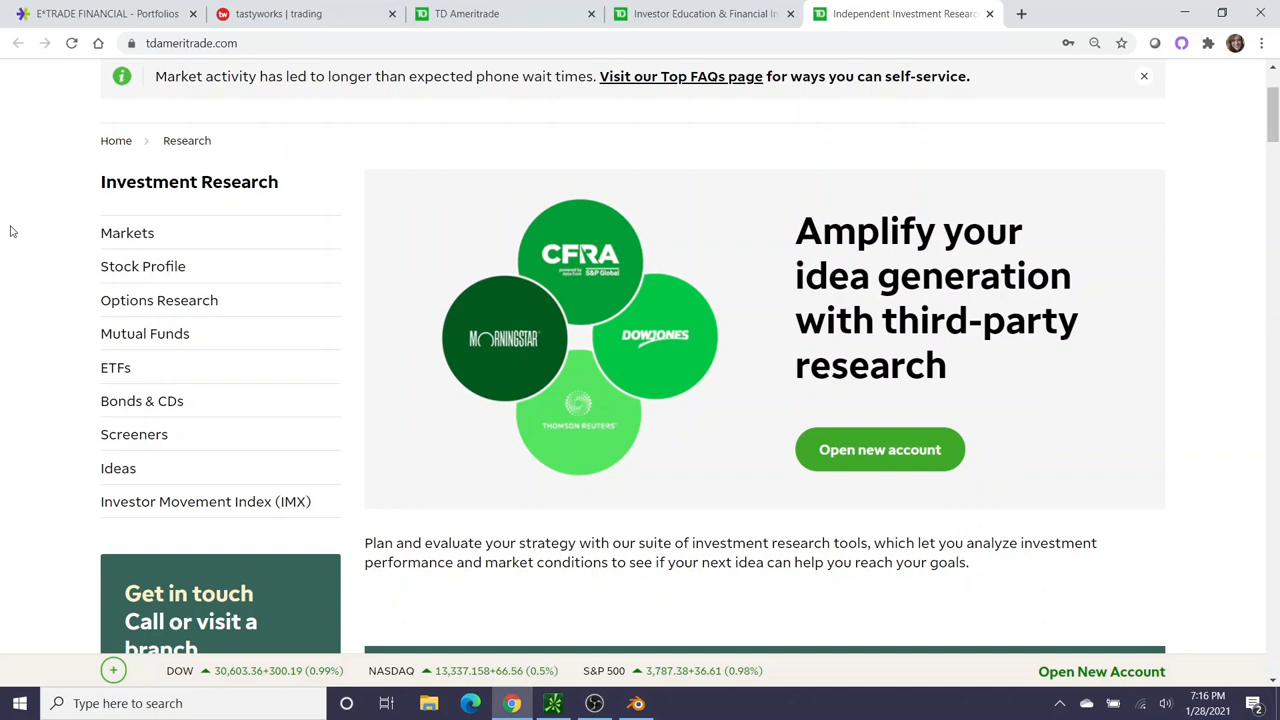 E*TRADE FINANCIAL - Portfolios
tastyworks | trading
TD Ameritrade
Investor Education & Financial In
Independent Investment Researc
tdameritrade.com
Market activity has led to longer than expected phone wait times. Visit our Top FAQs page for ways you can self-service.
Home
Research
Investment Research
Markets
Stock Profile
Options Research
Mutual Funds
ETFs
Bonds & CDs
Screeners
Ideas
Investor Movement Index (IMX)
CFRA
powered by data from S&P Global
MORNINGSTAR
DOWJONES
THOMSON REUTERS
Amplify your
idea generation
with third-party
research
Open new account
Plan and evaluate your strategy with our suite of investment research tools, which let you analyze investment
performance and market conditions to see if your next idea can help you reach your goals.
Get in touch
Call or visit a
branch
DOW 30,603.36+300.19 (0.99%) NASDAQ 13,337.158+66.56 (0.5%) S&P 500 3,787.38+36.61 (0.98%) Open New Account
Type here to search
7:16 PM
1/28/2021
2